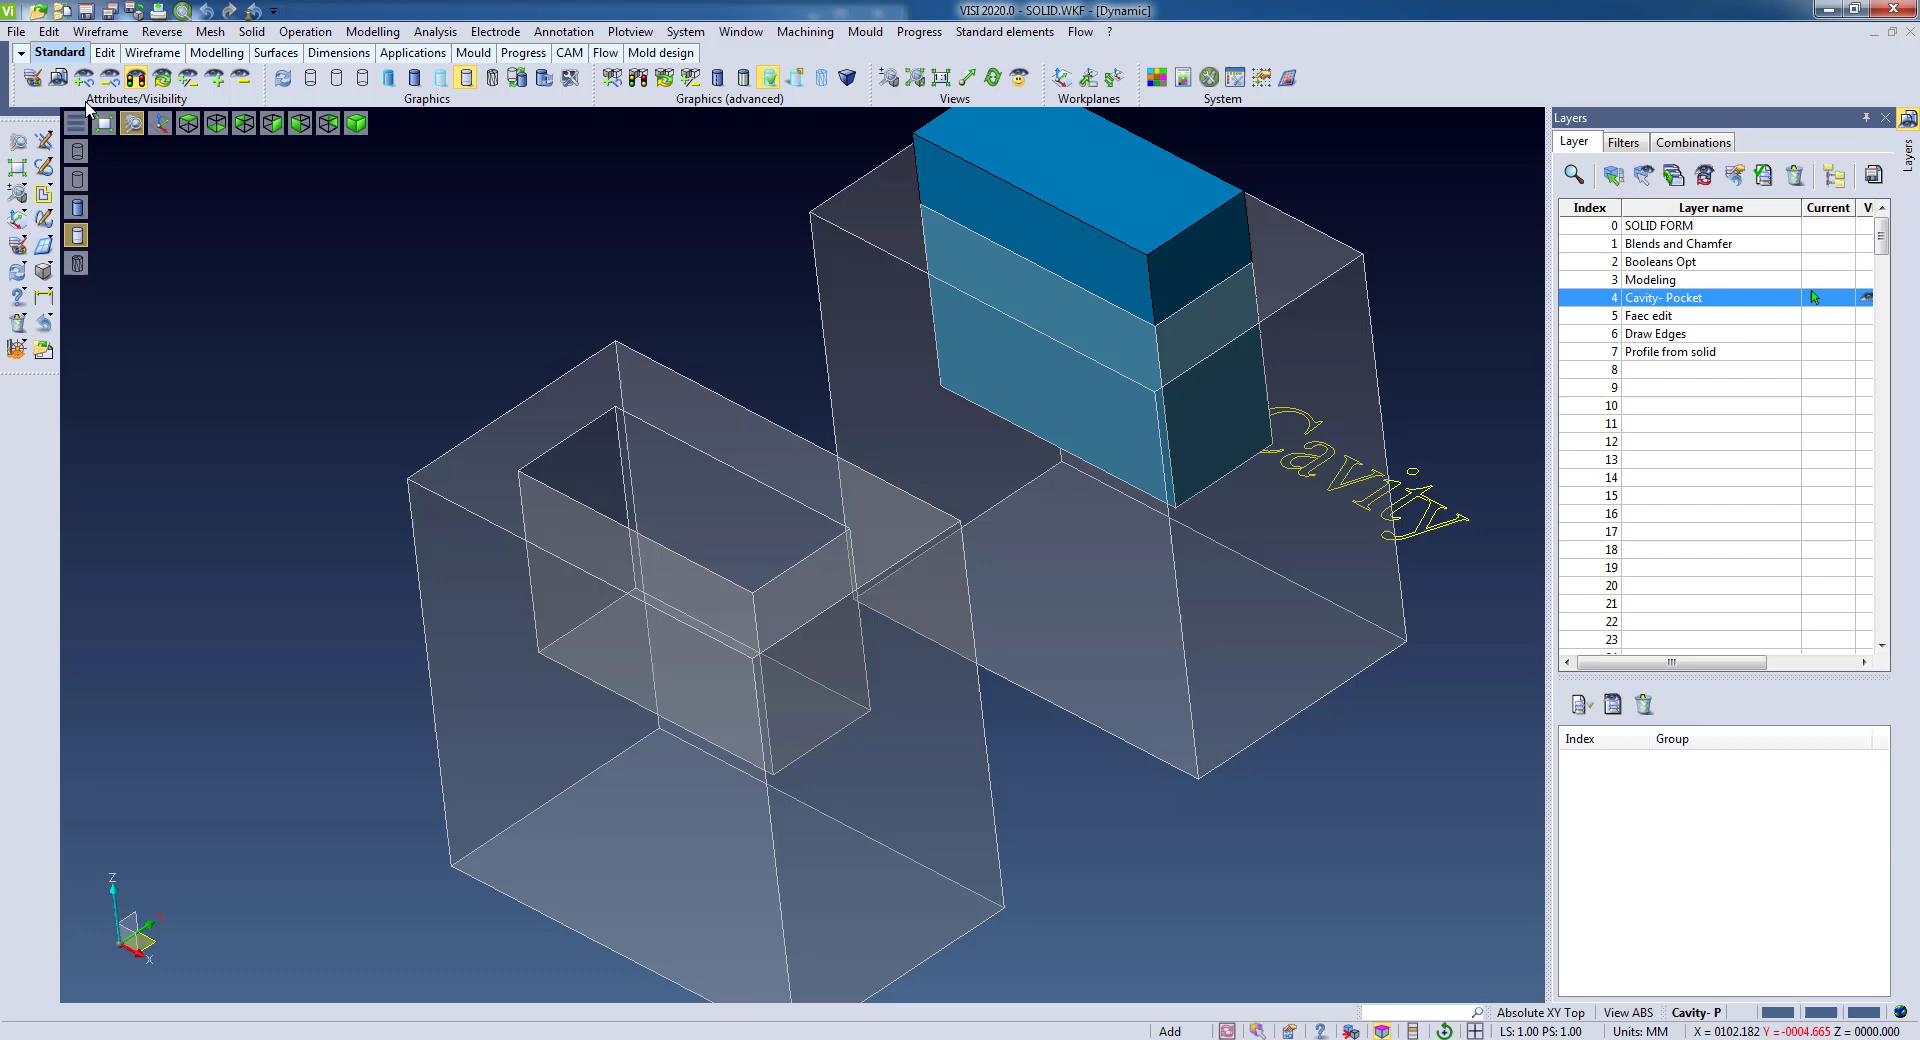 VISI 2020.0 - SOLID.WKF - [Dynamic]
File Edit Wireframe Reverse Mesh Solid Operation Modelling Analysis Electrode Annotation Plotview System Window Machining Mould Progress Standard elements Flow ?
Standard Edit Wireframe Modelling Surfaces Dimensions Applications Mould Progress CAM Flow Mold design
Attributes/Visibility Graphics Graphics (advanced) Views Workplanes System
Layers
Layer Filters Combinations
Layers
Index Layer name Current
0 SOLID FORM
1 Blends and Chamfer
2 Booleans Opt
3 Modeling
4 Cavity- Pocket
5 Faec edit
6 Draw Edges
7 Profile from solid
8
9
10
11
12
13
14
15
16
17
18
19
20
21
22
23
Cavity
Index Group
Z
Y
X
Absolute XY Top View ABS Cavity- P
Add LS: 1.00 PS: 1.00 Units: MM X = 0102.182 Y =-0004.665 Z = 0000.000